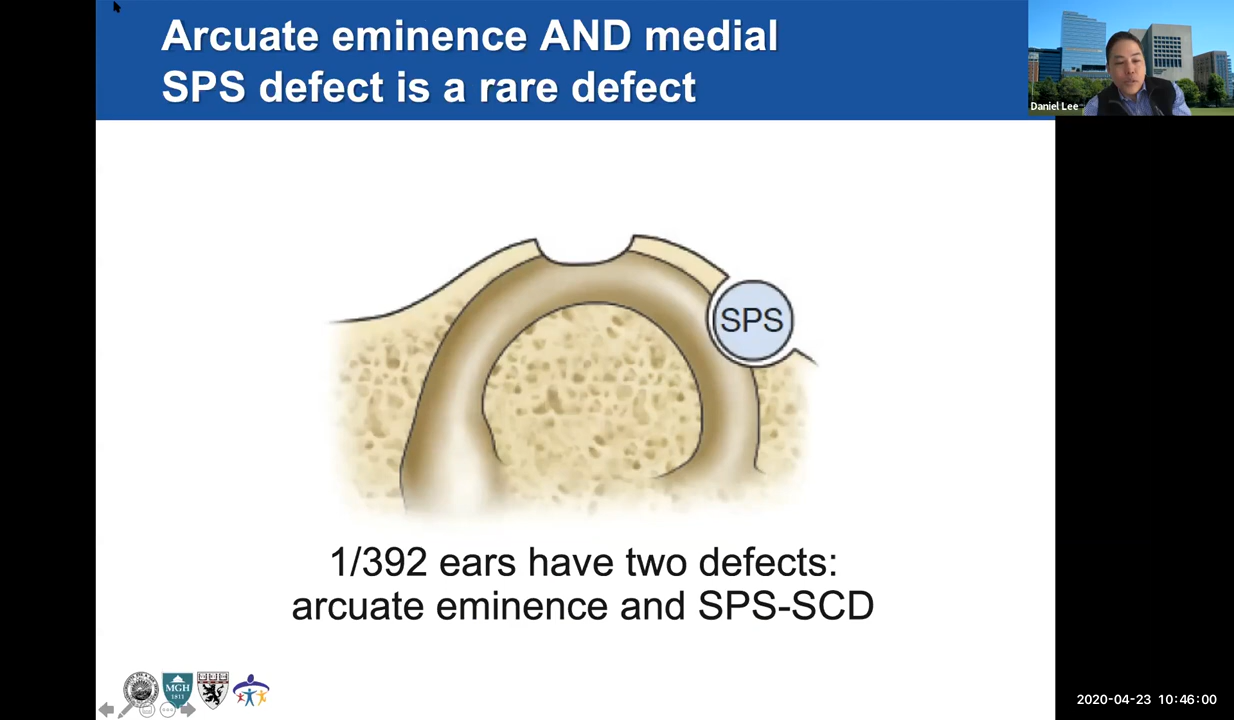 Arcuate eminence AND medial
SPS defect is a rare defect
Daniel Lee
SPS
1/392 ears have two defects:
arcuate eminence and SPS-SCD
MGH
1811
2020-04-23 10:46:00